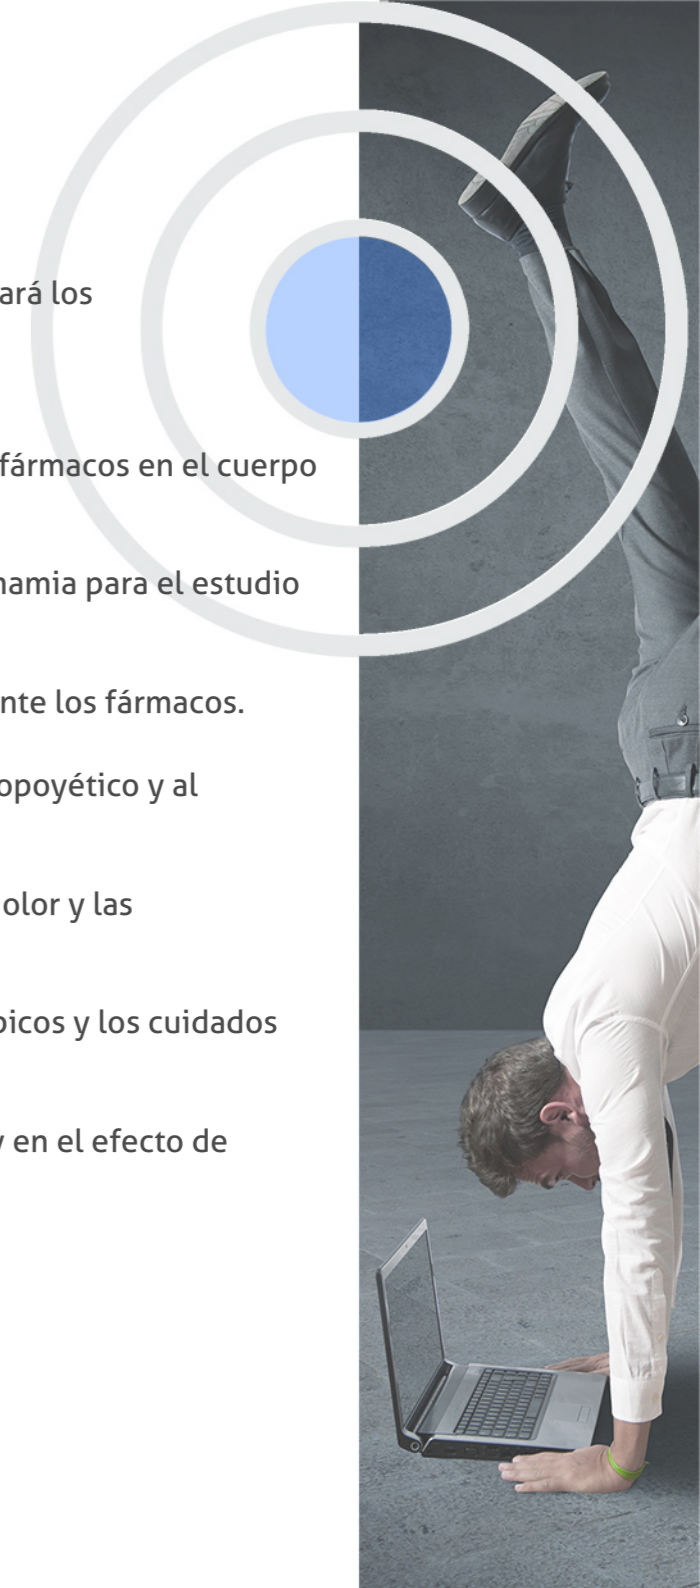 ará los
fármacos en el cuerpo
namia para el estudio
nte los fármacos.
opoyético y al
olor y las
picos y los cuidados
y en el efecto de